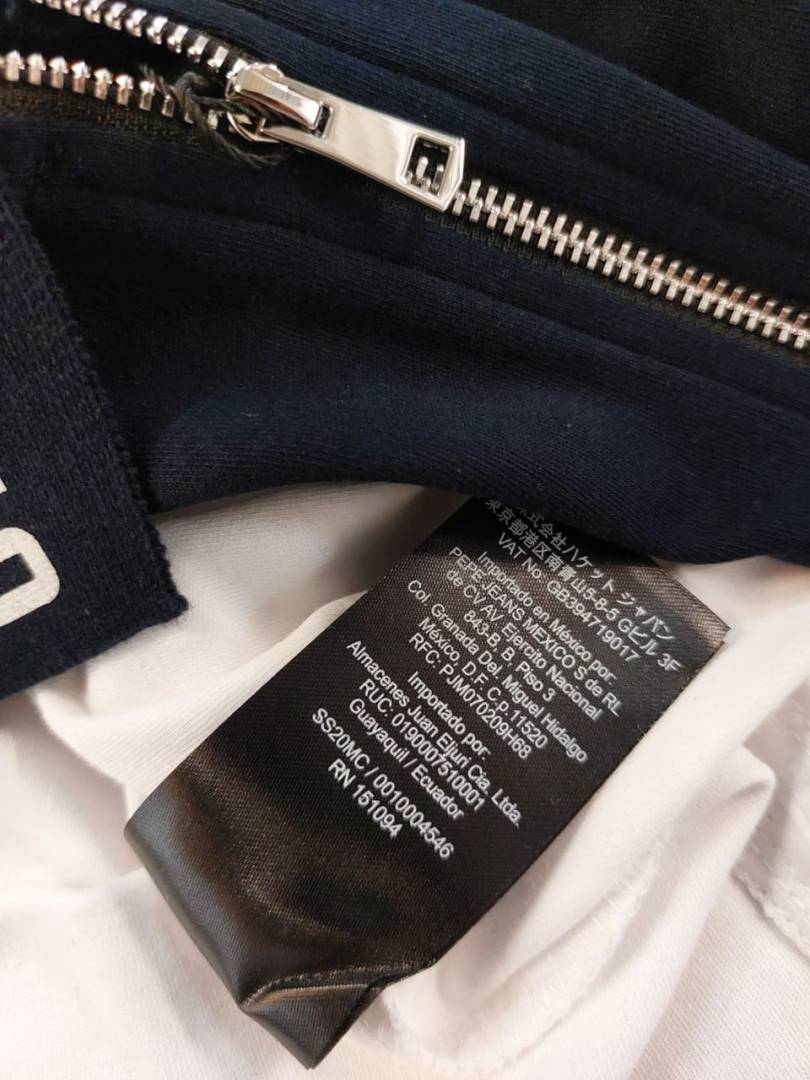 株式会社ハケット ジャパン
東京都港区南青山5-8-5 Gビル 3F
VAT No: GB394719017
Importado en México por:
PEPE JEANS MEXICO S de RL
de CV AV. Ejercito Nacional
843-B, B, Piso 3
Col. Granada Del. Miguel Hidalgo
México, D.F. C.P. 11520
RFC: PJM070209H68
Importado por:
Almacenes Juan Eljuri Cia. Ltda.
RUC: 0190007510001
Guayaquil / Ecuador
SS20MC / 0010004546
RN 151094